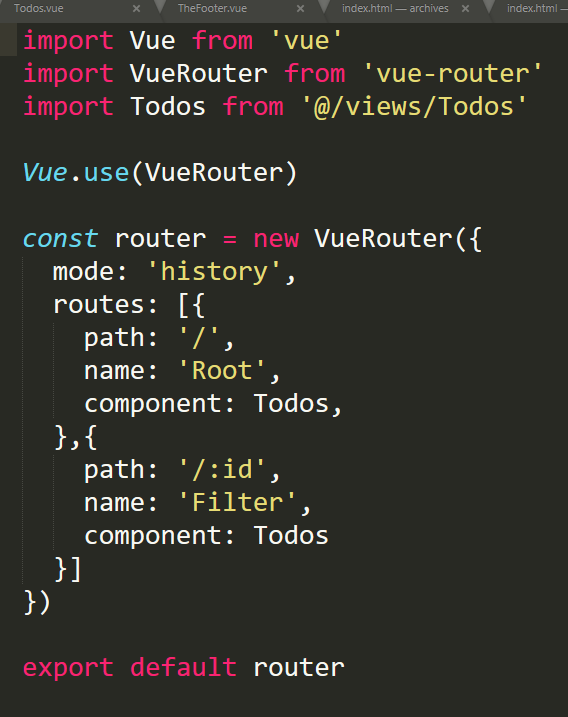 Todos.vue × TheFooter.vue × index.html — archives × index.html —
import Vue from 'vue'
import VueRouter from 'vue-router'
import Todos from '@/views/Todos'

Vue.use(VueRouter)

const router = new VueRouter({
  mode: 'history',
  routes: [{
    path: '/',
    name: 'Root',
    component: Todos,
  },{
    path: '/:id',
    name: 'Filter',
    component: Todos
  }]
})

export default router